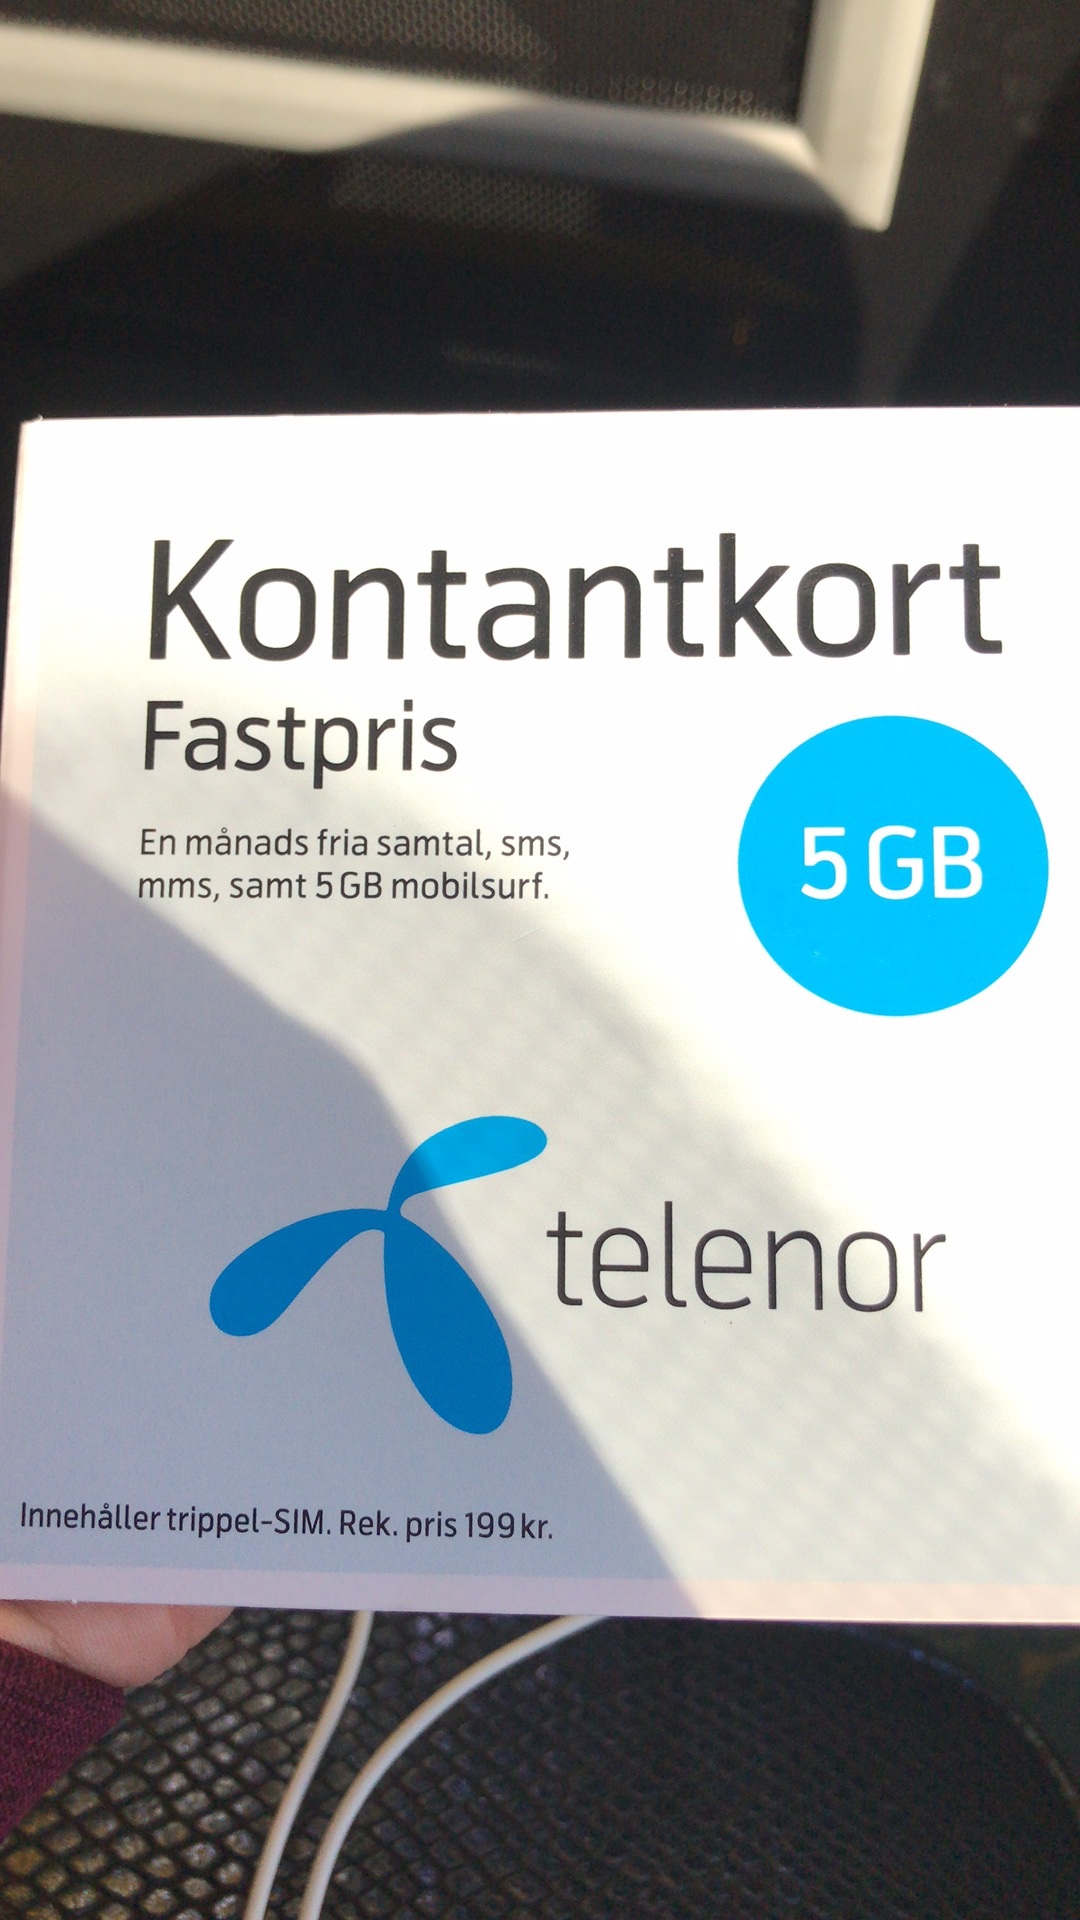 Kontantkort
Fastpris
En månads fria samtal, sms,
mms, samt 5 GB mobilsurf.
5 GB
telenor
Innehåller trippel-SIM. Rek. pris 199 kr.